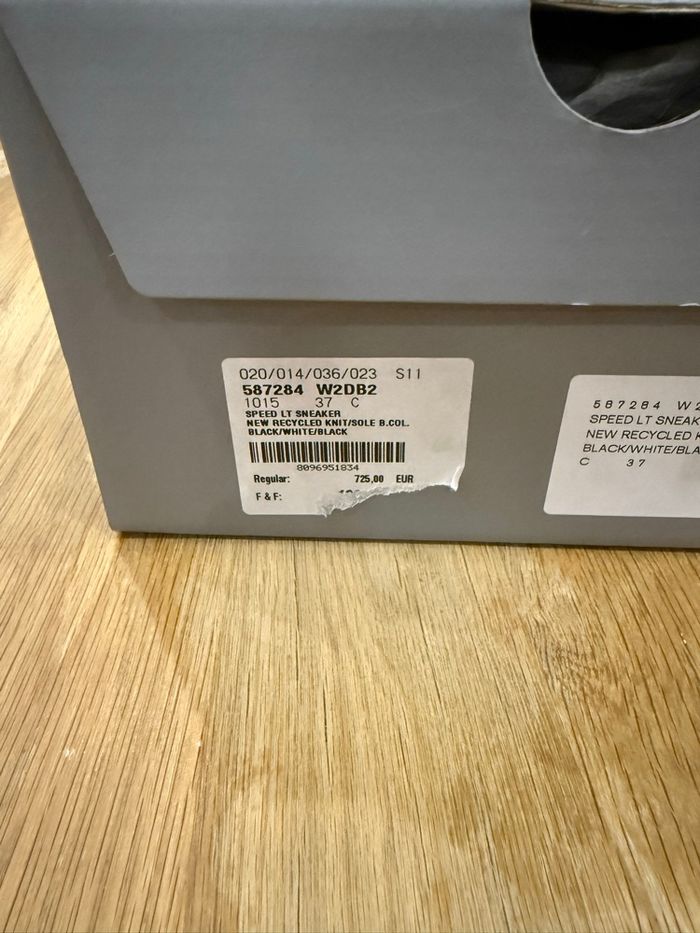 020/014/036/023 S11
587284 W2DB2
1015 37 C
SPEED LT SNEAKER
NEW RECYCLED KNIT/SOLE B.COL.
BLACK/WHITE/BLACK
8096951834
Regular: 725,00 EUR
F & F:
587284 W2
SPEED LT SNEAK
NEW RECYCLED K
BLACK/WHITE/BLA
C 37